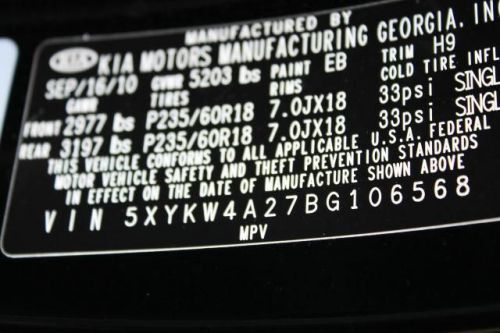 MANUFACTURED BY
KIA KIA MOTORS MANUFACTURING GEORGIA, INC
SEP/16/10 GVWR 5203 lbs PAINT EB TRIM H9
GAWR TIRES RIMS COLD TIRE INFL
FRONT 2977 lbs P235/60R18 7.0JX18 33psi SINGL
REAR 3197 lbs P235/60R18 7.0JX18 33psi SINGL
THIS VEHICLE CONFORMS TO ALL APPLICABLE U.S.A. FEDERAL
MOTOR VEHICLE SAFETY AND THEFT PREVENTION STANDARDS
IN EFFECT ON THE DATE OF MANUFACTURE SHOWN ABOVE
VIN 5XYKW4A27BG106568
MPV